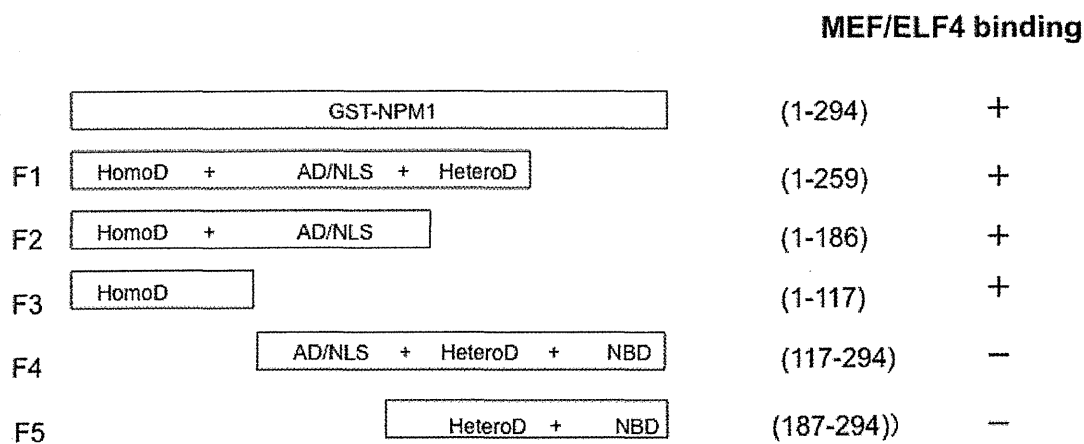 MEF/ELF4 binding
GST-NPM1 (1-294) +
F1 HomoD + AD/NLS + HeteroD (1-259) +
F2 HomoD + AD/NLS (1-186) +
F3 HomoD (1-117) +
F4 AD/NLS + HeteroD + NBD (117-294) —
F5 HeteroD + NBD (187-294)) —